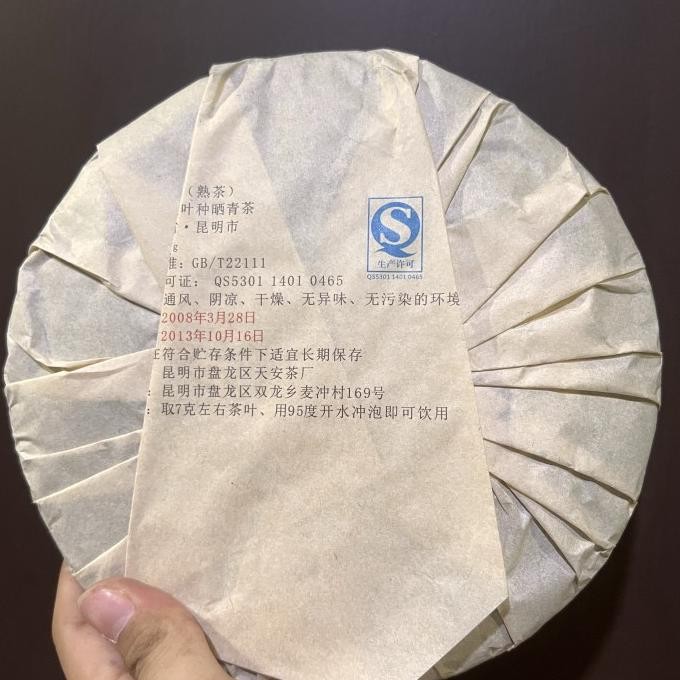 （熟茶）
叶种晒青茶
·昆明市
g
准：GB/T22111
可证： QS5301 1401 0465
通风、阴凉、干燥、无异味、无污染的环境
2008年3月28日
2013年10月16日
在符合贮存条件下适宜长期保存
昆明市盘龙区天安茶厂
：昆明市盘龙区双龙乡麦冲村169号
：取7克左右茶叶、用95度开水冲泡即可饮用
S
生产许可
QS5301 1401 0465